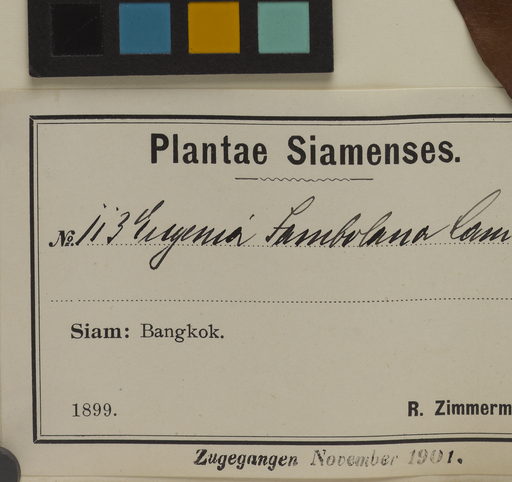 Plantae Siamenses.
№. 113 Eugenia Jambolana Lam
Siam: Bangkok.
1899. R. Zimmerm
Zugegangen November 1901.